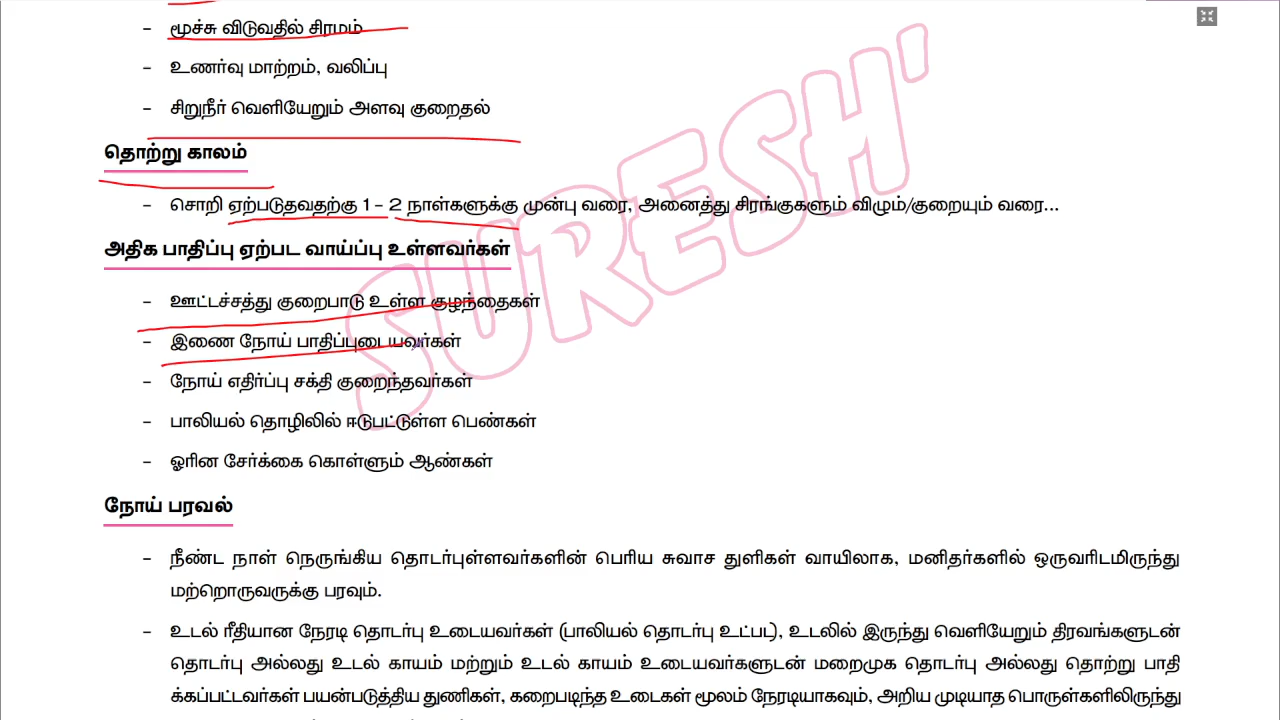 - மூச்சு விடுவதில் சிரமம்
- உணர்வு மாற்றம், வலிப்பு
- சிறுநீர் வெளியேறும் அளவு குறைதல்
தொற்று காலம்
- சொறி ஏற்படுதவதற்கு 1 - 2 நாள்களுக்கு முன்பு வரை, அனைத்து சிரங்குகளும் விழும்/குறையும் வரை...
அதிக பாதிப்பு ஏற்பட வாய்ப்பு உள்ளவர்கள்
- ஊட்டச்சத்து குறைபாடு உள்ள குழந்தைகள்
- இணை நோய் பாதிப்புடையவர்கள்
- நோய் எதிர்ப்பு சக்தி குறைந்தவர்கள்
- பாலியல் தொழிலில் ஈடுபட்டுள்ள பெண்கள்
- ஓரின சேர்க்கை கொள்ளும் ஆண்கள்
SURESH'
நோய் பரவல்
- நீண்ட நாள் நெருங்கிய தொடர்புள்ளவர்களின் பெரிய சுவாச துளிகள் வாயிலாக, மனிதர்களில் ஒருவரிடமிருந்து
மற்றொருவருக்கு பரவும்.
- உடல் ரீதியான நேரடி தொடர்பு உடையவர்கள் (பாலியல் தொடர்பு உட்பட), உடலில் இருந்து வெளியேறும் திரவங்களுடன்
தொடர்பு அல்லது உடல் காயம் மற்றும் உடல் காயம் உடையவர்களுடன் மறைமுக தொடர்பு அல்லது தொற்று பாதி
க்கப்பட்டவர்கள் பயன்படுத்திய துணிகள், கறைபடிந்த உடைகள் மூலம் நேரடியாகவும், அறிய முடியாத பொருள்களிலிருந்து